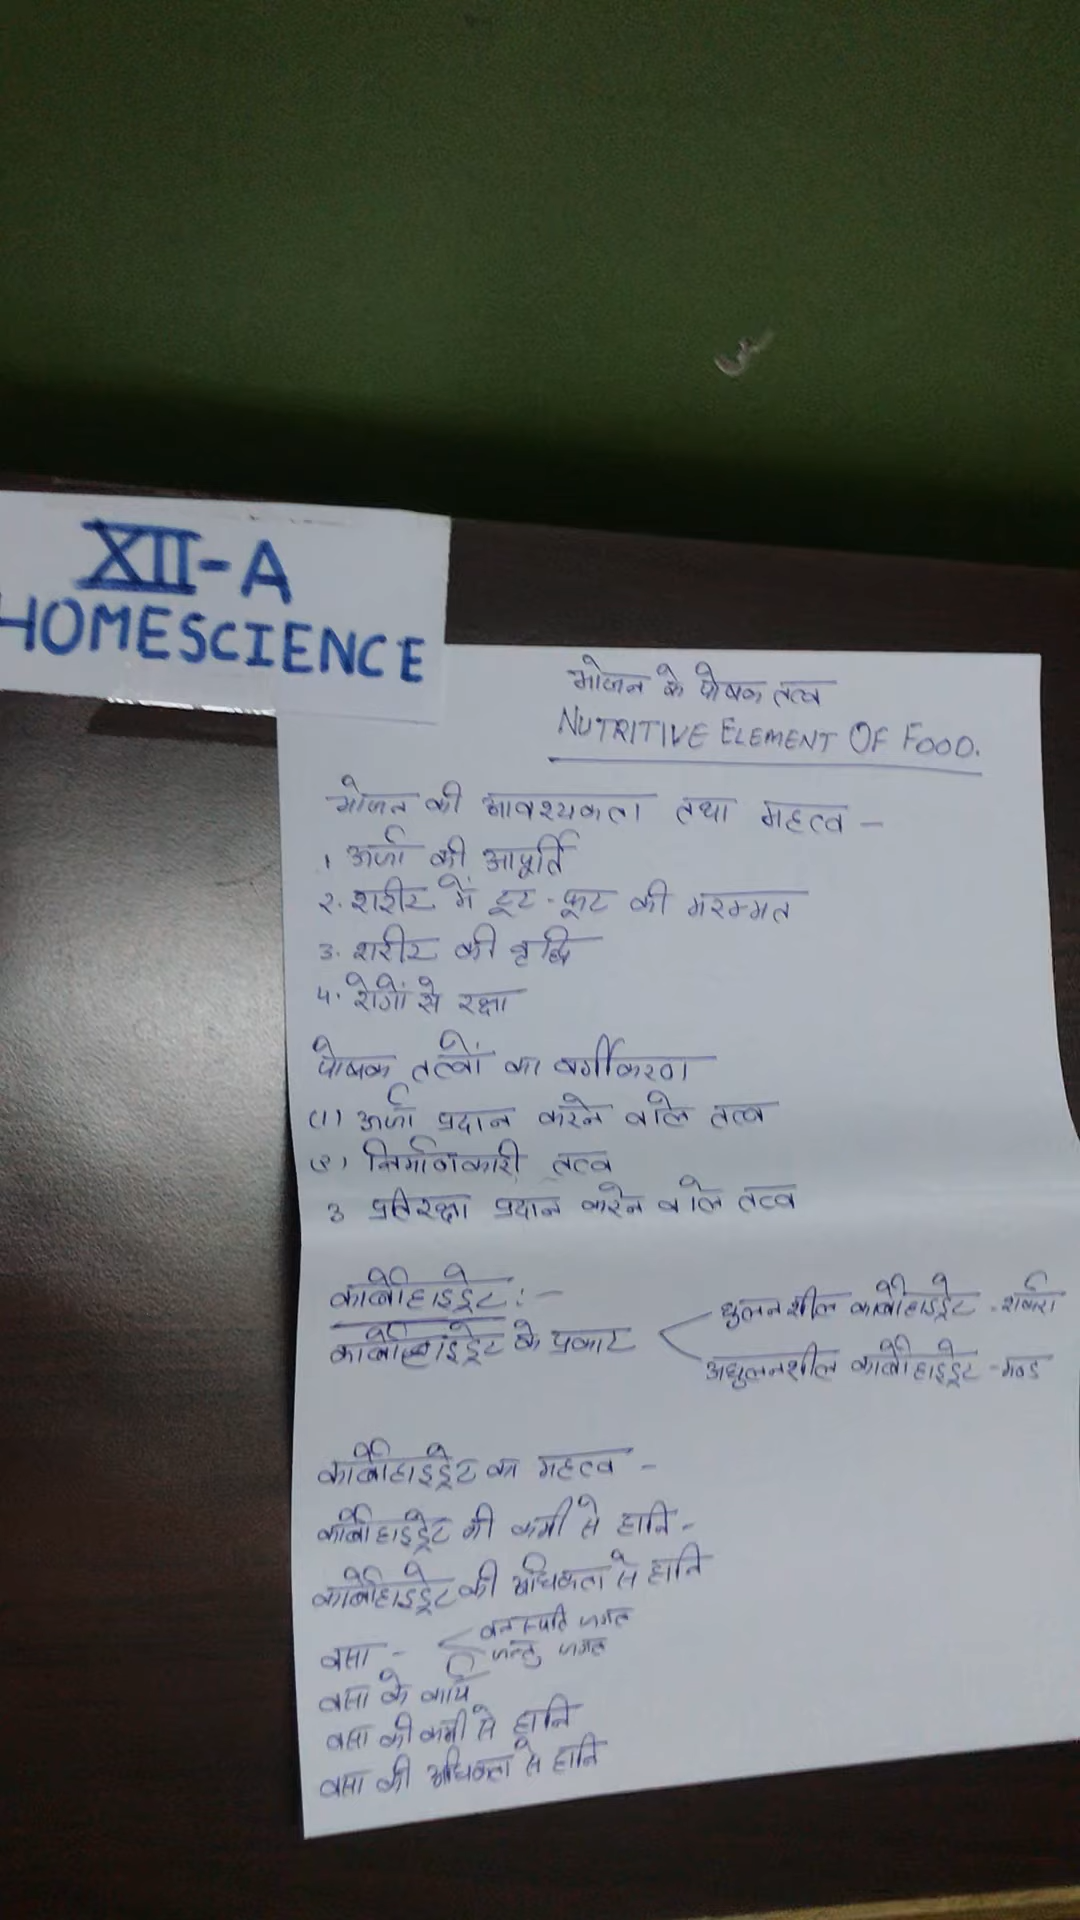 XII-A
HOMESCIENCE
भोजन के पोषक तत्व
NUTRITIVE ELEMENT OF FOOD.
भोजन की आवश्यकता तथा महत्व -
1 ऊर्जा की आपूर्ति
2. शरीर में टूट-फूट की मरम्मत
3. शरीर की वृद्धि
4. रोगों से रक्षा
पोषक तत्वों का वर्गीकरण
(1) ऊर्जा प्रदान करने वाले तत्व
(2) निर्माणकारी तत्व
3 प्रतिरक्षा प्रदान करने वाले तत्व
कार्बोहाइड्रेट :-
कार्बोहाइड्रेट के प्रकार
घुलनशील कार्बोहाइड्रेट - शर्करा
अघुलनशील कार्बोहाइड्रेट - मण्ड
कार्बोहाइड्रेट का महत्व -
कार्बोहाइड्रेट की कमी से हानि -
कार्बोहाइड्रेट की अधिकता से हानि
वसा -
वनस्पति जगत
जन्तु जगत
वसा के कार्य
वसा की कमी से हानि
वसा की अधिकता से हानि